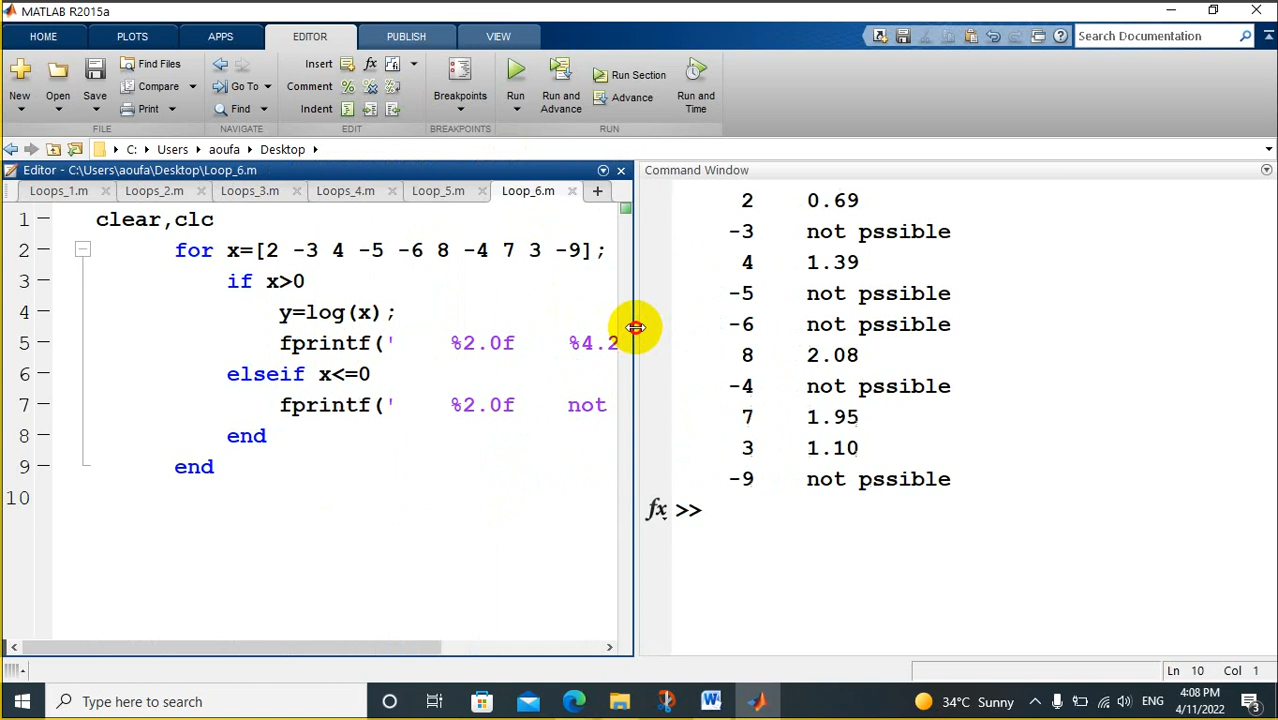 MATLAB R2015a
HOME PLOTS APPS EDITOR PUBLISH VIEW Search Documentation
New Open Save Find Files Compare Print Go To Find Insert fx Comment Indent Breakpoints Run Run and Advance Run Section Advance Run and Time
FILE NAVIGATE EDIT BREAKPOINTS RUN
C: Users aoufa Desktop
Editor - C:\Users\aoufa\Desktop\Loop_6.m
Loops_1.m Loops_2.m Loops_3.m Loops_4.m Loop_5.m Loop_6.m
1 clear,clc
2 for x=[2 -3 4 -5 -6 8 -4 7 3 -9];
3 if x>0
4 y=log(x);
5 fprintf(' %2.0f %4.2
6 elseif x<=0
7 fprintf(' %2.0f not
8 end
9 end
10
Command Window
2 0.69
-3 not pssible
4 1.39
-5 not pssible
-6 not pssible
8 2.08
-4 not pssible
7 1.95
3 1.10
-9 not pssible
fx >>
Ln 10 Col 1
Type here to search
34°C Sunny
ENG
4:08 PM
4/11/2022
3